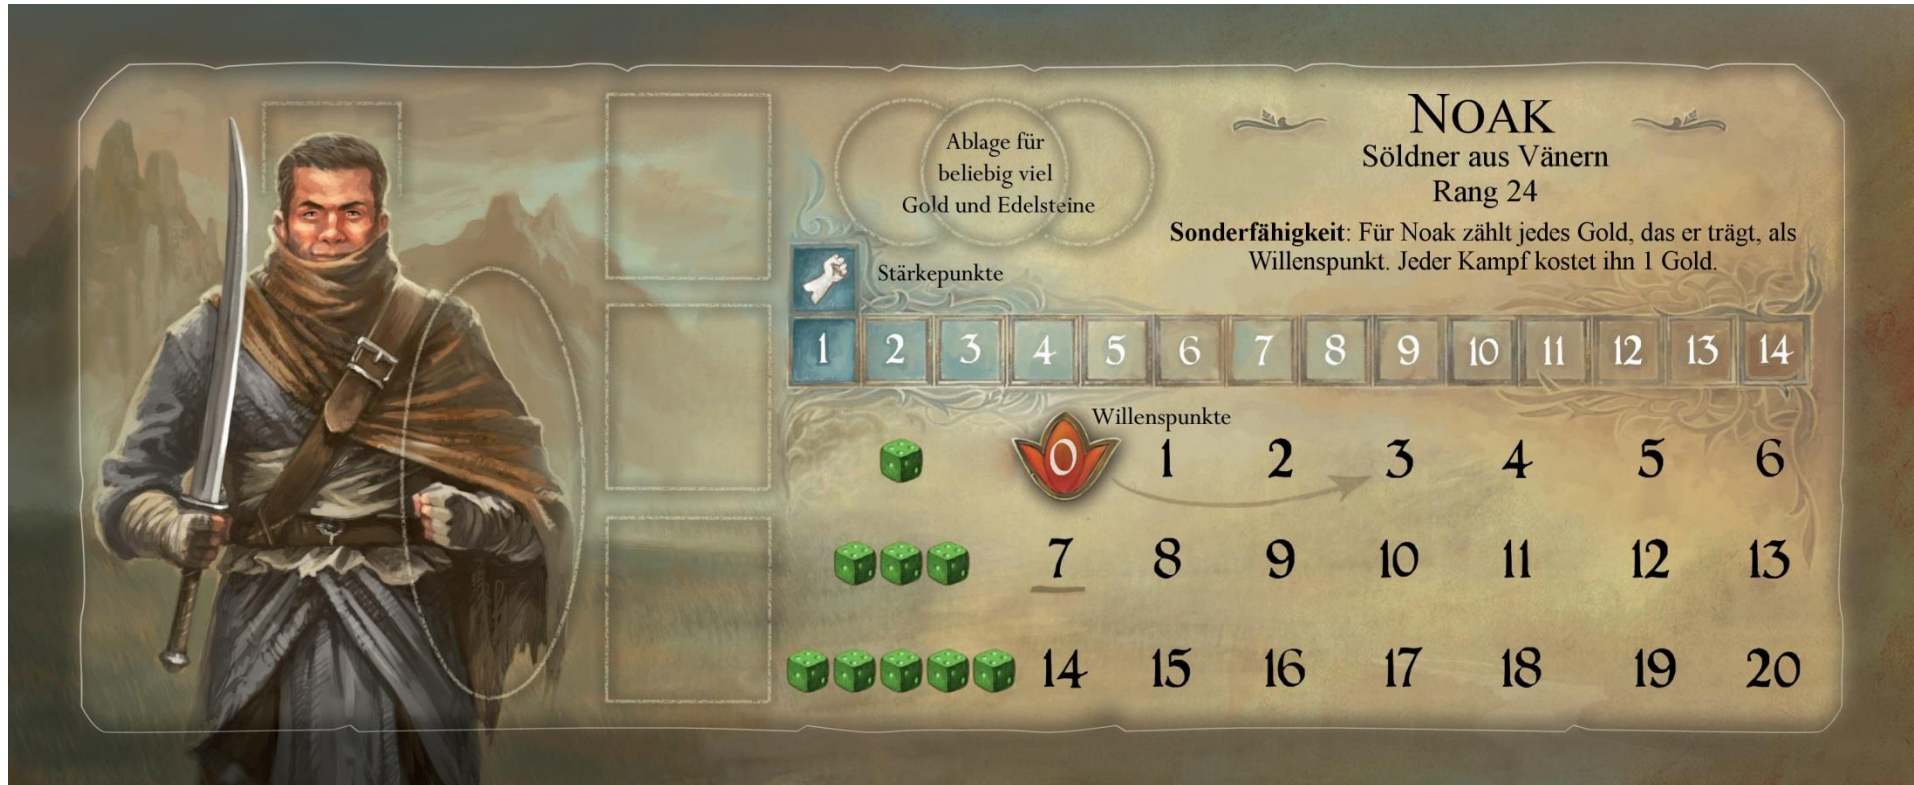 Ablage für
beliebig viel
Gold und Edelsteine
NOAK
Söldner aus Vänern
Rang 24
Sonderfähigkeit: Für Noak zählt jedes Gold, das er trägt, als
Willenspunkt. Jeder Kampf kostet ihn 1 Gold.
Stärkepunkte
1 2 3 4 5 6 7 8 9 10 11 12 13 14
Willenspunkte
0 1 2 3 4 5 6
7 8 9 10 11 12 13
14 15 16 17 18 19 20